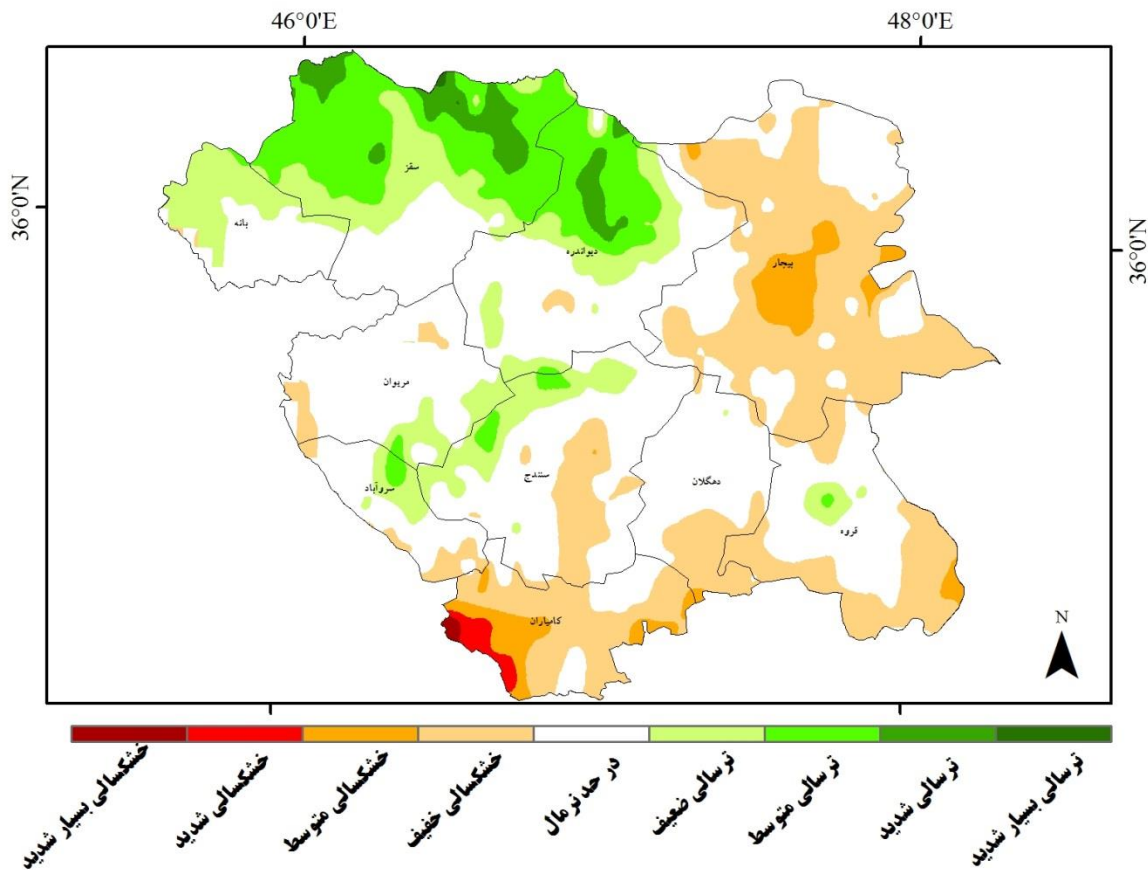 46°0'E
48°0'E
36°0'N
36°0'N
سقز
بانه
دیواندره
بیجار
مریوان
سنندج
دهگلان
سروآباد
قروه
کامیاران
N
خشکسالی بسیار شدید
خشکسالی شدید
خشکسالی متوسط
خشکسالی خفیف
در حد نرمال
ترسالی ضعیف
ترسالی متوسط
ترسالی شدید
ترسالی بسیار شدید